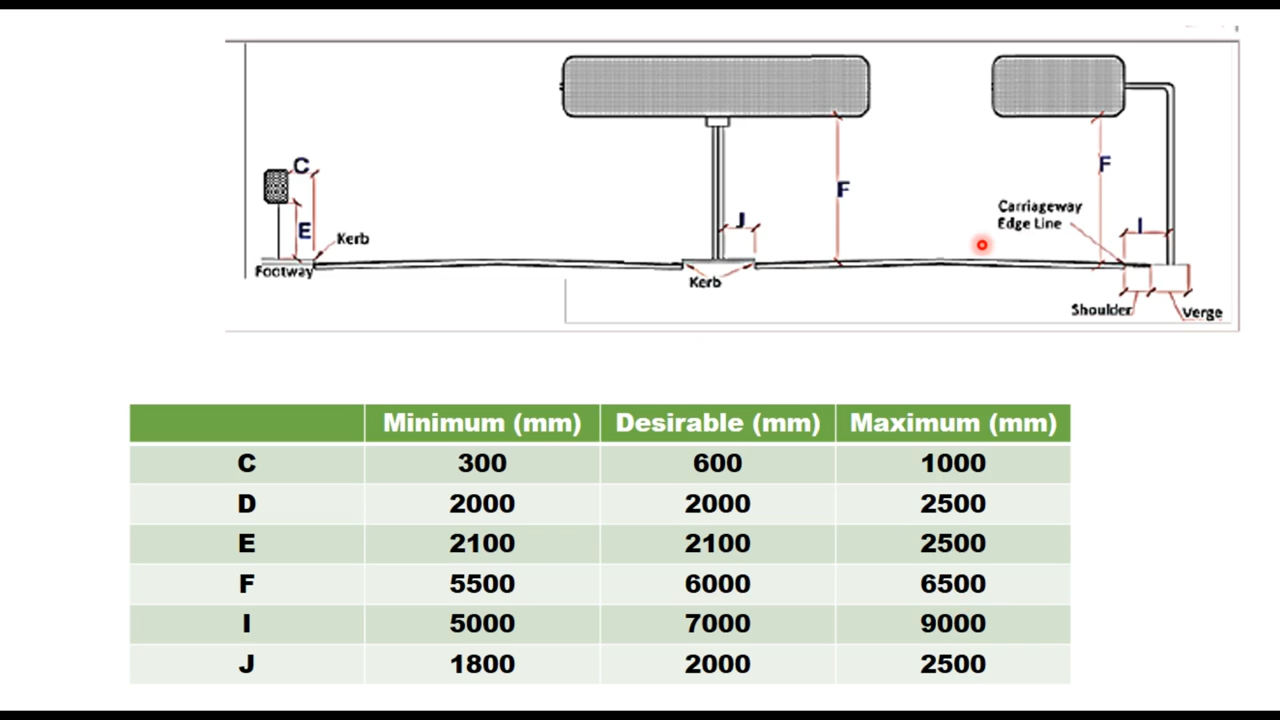 C
E
Kerb
Footway
F
J
Kerb
Carriageway
Edge Line
F
I
Shoulder
Verge
Minimum (mm) Desirable (mm) Maximum (mm)
C 300 600 1000
D 2000 2000 2500
E 2100 2100 2500
F 5500 6000 6500
I 5000 7000 9000
J 1800 2000 2500